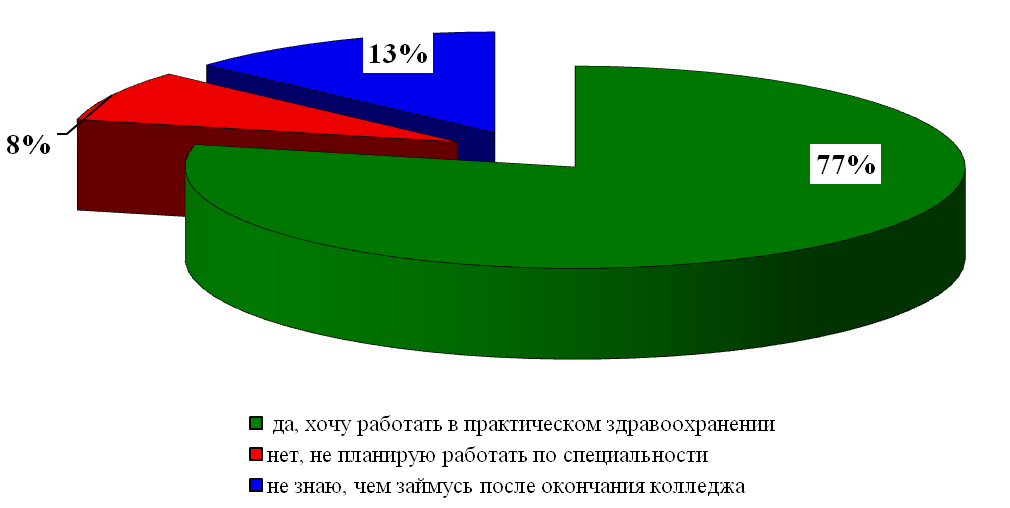 13%
77%
8%
да, хочу работать в практическом здравоохранении
нет, не планирую работать по специальности
не знаю, чем займусь после окончания колледжа